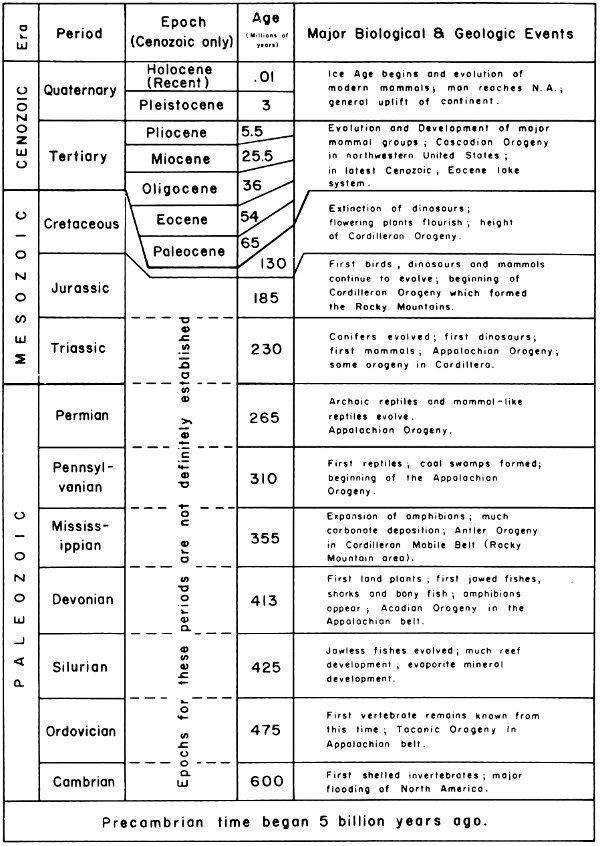 Era
Period
Epoch
(Cenozoic only)
Age
(Millions of
years)
Major Biological & Geologic Events
CENOZOIC
Quaternary
Holocene
(Recent)
.01
Pleistocene
3
Ice Age begins and evolution of
modern mammals; man reaches N.A.;
general uplift of continent.
Tertiary
Pliocene
5.5
Miocene
25.5
Oligocene
36
Eocene
54
Paleocene
65
Evolution and Development of major
mammal groups; Cascadian Orogeny
in northwestern United States;
in latest Cenozoic, Eocene lake
system.
MESOZOIC
Cretaceous
130
Extinction of dinosaurs;
flowering plants flourish; height
of Cordilleran Orogeny.
Jurassic
185
First birds, dinosaurs and mammals
continue to evolve; beginning of
Cordilleran Orogeny which formed
the Rocky Mountains.
Triassic
230
Conifers evolved; first dinosaurs;
first mammals; Appalachian Orogeny;
some orogeny in Cordillera.
Epochs for these periods are not definitely established
PALEOZOIC
Permian
265
Archaic reptiles and mammal-like
reptiles evolve.
Appalachian Orogeny.
Pennsyl-
vanian
310
First reptiles; coal swamps formed;
beginning of the Appalachian
Orogeny.
Mississ-
ippian
355
Expansion of amphibians; much
carbonate deposition; Antler Orogeny
in Cordilleran Mobile Belt (Rocky
Mountain area).
Devonian
413
First land plants; first jawed fishes,
sharks and bony fish; amphibians
appear; Acadian Orogeny in the
Appalachian belt.
Silurian
425
Jawless fishes evolved; much reef
development, evaporite mineral
development.
Ordovician
475
First vertebrate remains known from
this time; Taconic Orogeny in
Appalachian belt.
Cambrian
600
First shelled invertebrates; major
flooding of North America.
Precambrian time began 5 billion years ago.